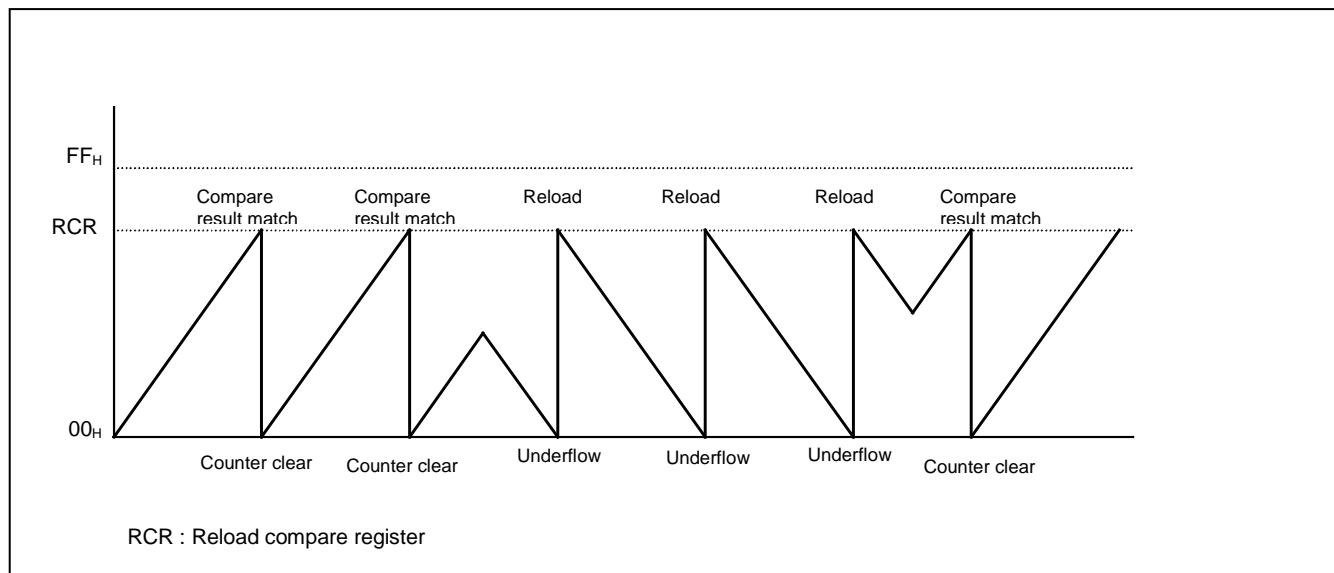 FFH
Compare
result match
Compare
result match
Reload
Reload
Reload
Compare
result match
RCR
00H
Counter clear
Counter clear
Underflow
Underflow
Underflow
Counter clear
RCR : Reload compare register